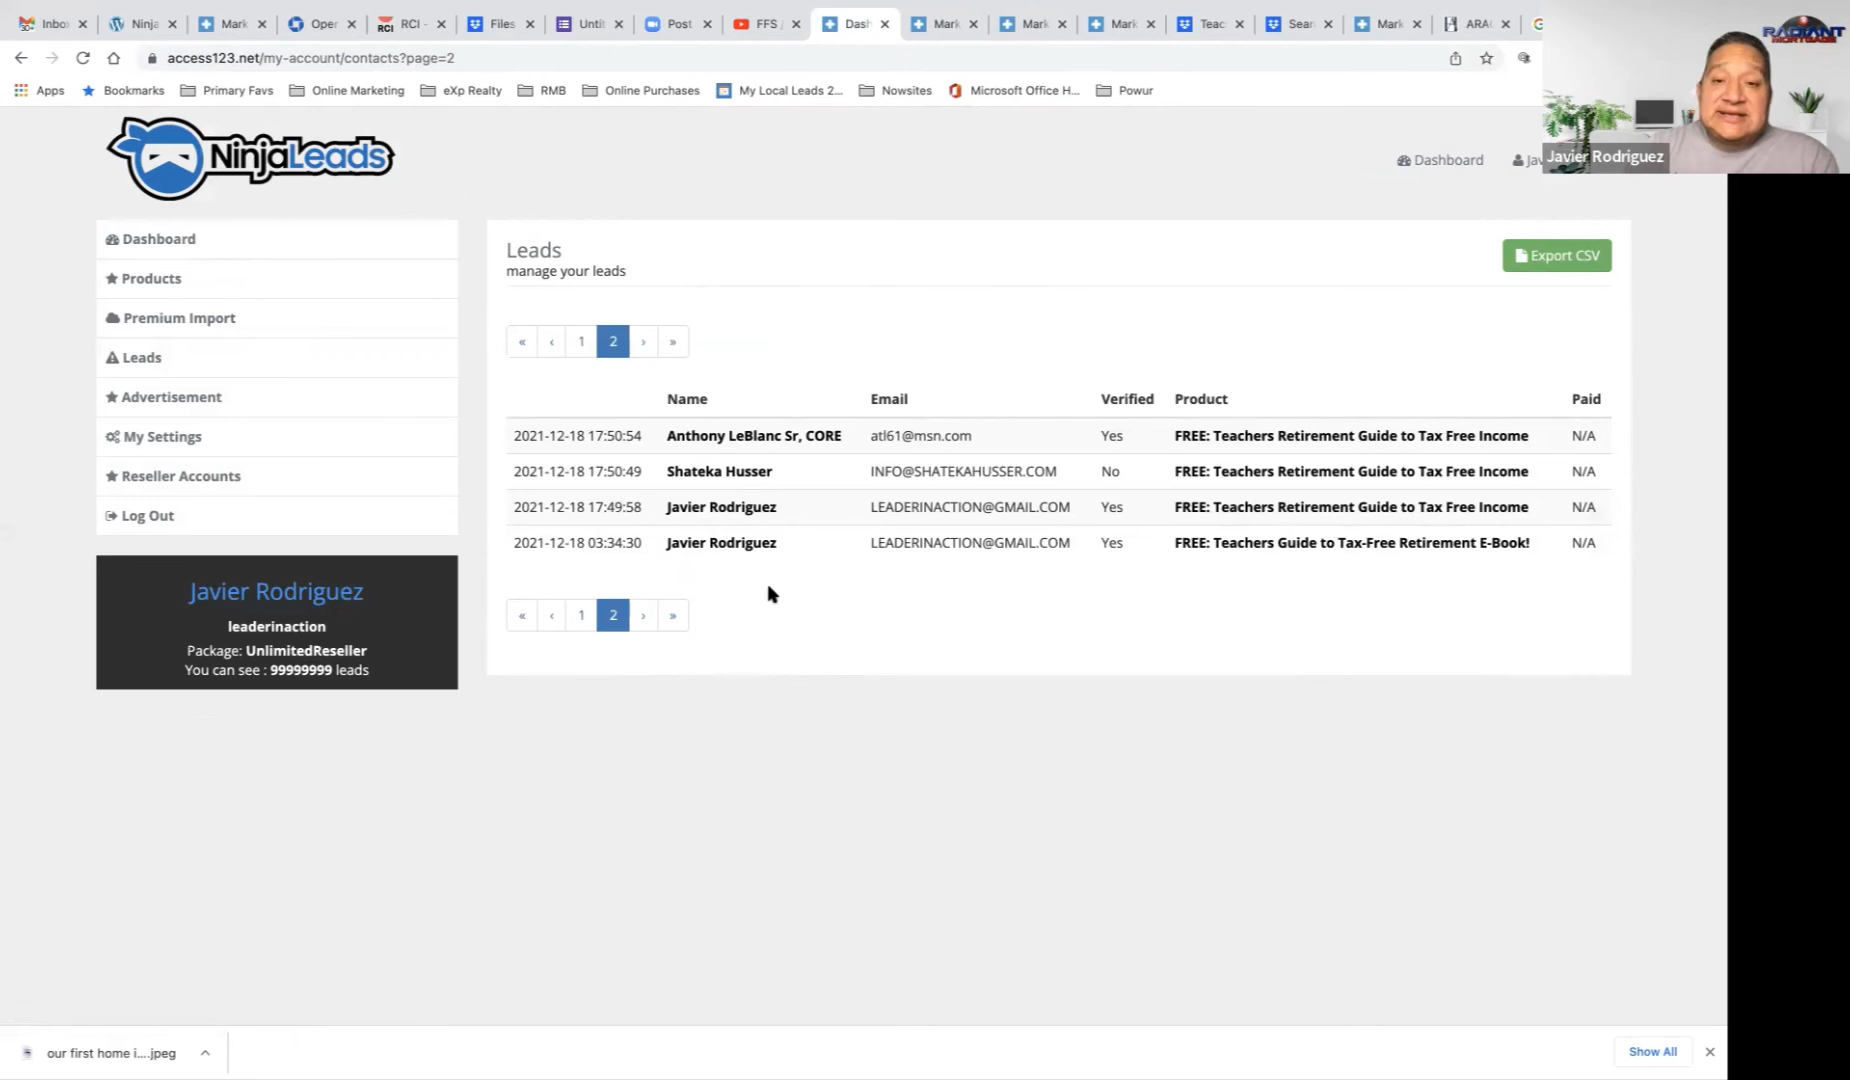 Inbo Ninja Mark Oper RCI - Files Untit Post FFS / Dash Mark Mark Mark Teac Sear Mark ARAG
access123.net/my-account/contacts?page=2
Apps Bookmarks Primary Favs Online Marketing eXp Realty RMB Online Purchases My Local Leads 2... Nowsites Microsoft Office H... Powur
RADIANT
MORTGAGE
Javier Rodriguez
NinjaLeads
Dashboard Jav
Dashboard
Products
Premium Import
Leads
Advertisement
My Settings
Reseller Accounts
Log Out
Javier Rodriguez
leaderinaction
Package: UnlimitedReseller
You can see : 99999999 leads
Leads
manage your leads
Export CSV
« ‹ 1 2 › »
Name Email Verified Product Paid
2021-12-18 17:50:54 Anthony LeBlanc Sr, CORE atl61@msn.com Yes FREE: Teachers Retirement Guide to Tax Free Income N/A
2021-12-18 17:50:49 Shateka Husser INFO@SHATEKAHUSSER.COM No FREE: Teachers Retirement Guide to Tax Free Income N/A
2021-12-18 17:49:58 Javier Rodriguez LEADERINACTION@GMAIL.COM Yes FREE: Teachers Retirement Guide to Tax Free Income N/A
2021-12-18 03:34:30 Javier Rodriguez LEADERINACTION@GMAIL.COM Yes FREE: Teachers Guide to Tax-Free Retirement E-Book! N/A
« ‹ 1 2 › »
our first home i....jpeg
Show All